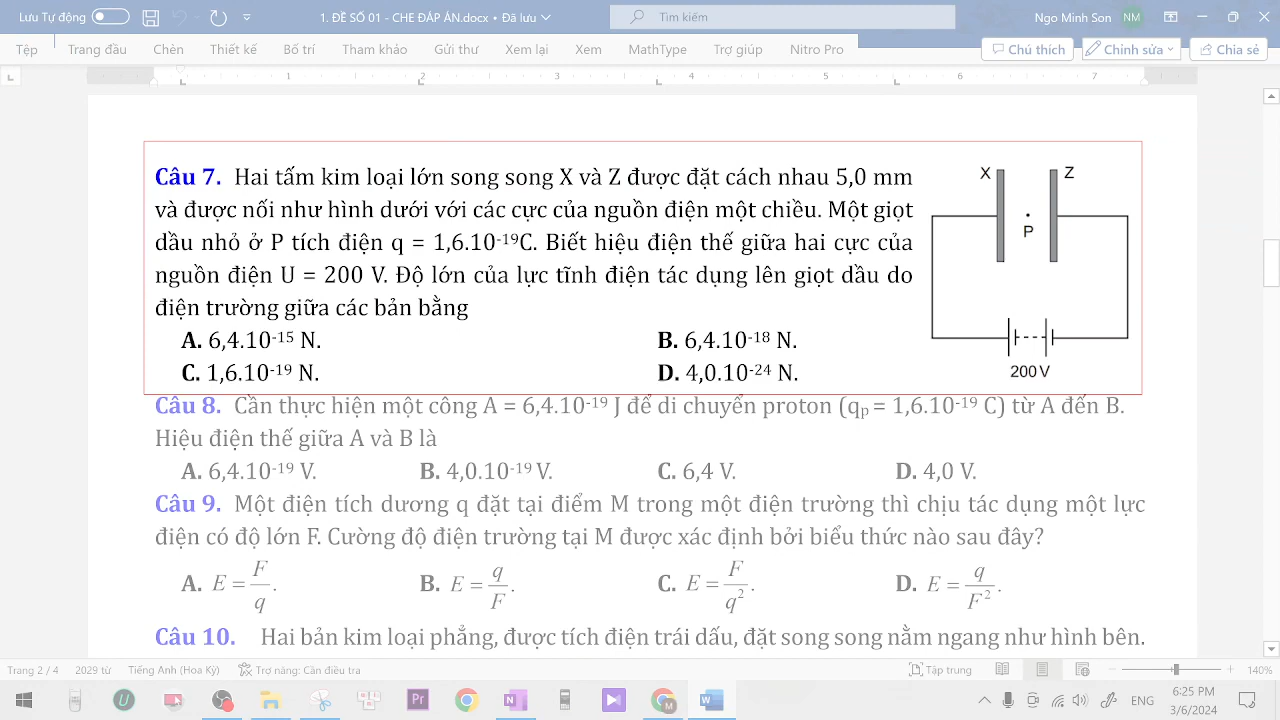 Lưu Tự động
1. ĐỀ SỐ 01 - CHE ĐÁP ÁN.docx • Đã lưu
Tìm kiếm
Ngo Minh Son
NM
Tệp Trang đầu Chèn Thiết kế Bố trí Tham khảo Gửi thư Xem lại Xem MathType Trợ giúp Nitro Pro
Chú thích Chỉnh sửa Chia sẻ
1 2 3 4 5 6 7
Câu 7. Hai tấm kim loại lớn song song X và Z được đặt cách nhau 5,0 mm
và được nối như hình dưới với các cực của nguồn điện một chiều. Một giọt
dầu nhỏ ở P tích điện q = 1,6.10⁻¹⁹C. Biết hiệu điện thế giữa hai cực của
nguồn điện U = 200 V. Độ lớn của lực tĩnh điện tác dụng lên giọt dầu do
điện trường giữa các bản bằng
A. 6,4.10⁻¹⁵ N. B. 6,4.10⁻¹⁸ N.
C. 1,6.10⁻¹⁹ N. D. 4,0.10⁻²⁴ N.
X Z
P
200 V
Câu 8. Cần thực hiện một công A = 6,4.10⁻¹⁹ J để di chuyển proton (qₚ = 1,6.10⁻¹⁹ C) từ A đến B.
Hiệu điện thế giữa A và B là
A. 6,4.10⁻¹⁹ V. B. 4,0.10⁻¹⁹ V. C. 6,4 V. D. 4,0 V.
Câu 9. Một điện tích dương q đặt tại điểm M trong một điện trường thì chịu tác dụng một lực
điện có độ lớn F. Cường độ điện trường tại M được xác định bởi biểu thức nào sau đây?
A. E = F/q. B. E = q/F. C. E = F/q². D. E = q/F².
Câu 10. Hai bản kim loại phẳng, được tích điện trái dấu, đặt song song nằm ngang như hình bên.
Trang 2 / 4 2029 từ Tiếng Anh (Hoa Kỳ) Trợ năng: Cần điều tra
Tập trung
140%
ENG
6:25 PM
3/6/2024